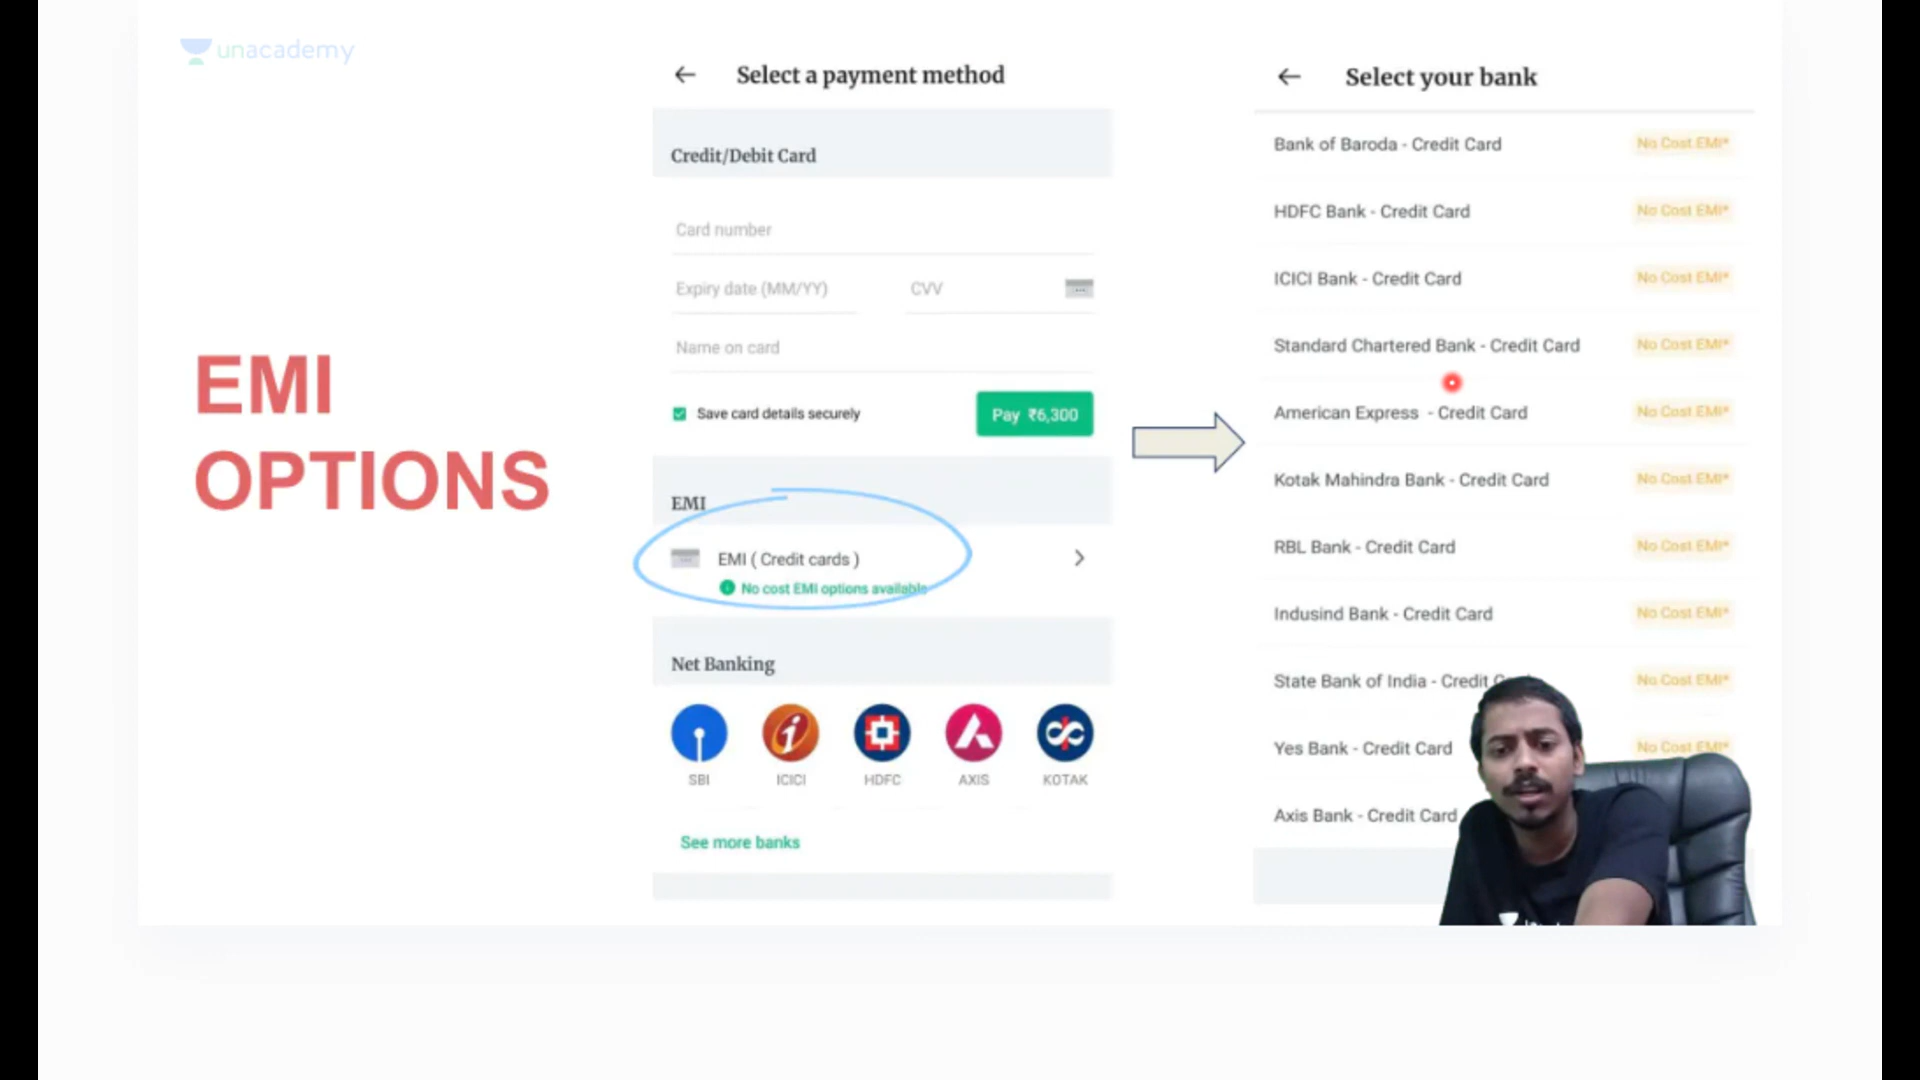 unacademy
EMI
OPTIONS
Select a payment method
Credit/Debit Card
Card number
Expiry date (MM/YY)
CVV
Name on card
Save card details securely
Pay ₹6,300
EMI
EMI ( Credit cards )
No cost EMI options available
Net Banking
SBI
ICICI
HDFC
AXIS
KOTAK
See more banks
Select your bank
Bank of Baroda - Credit Card No Cost EMI*
HDFC Bank - Credit Card No Cost EMI*
ICICI Bank - Credit Card No Cost EMI*
Standard Chartered Bank - Credit Card No Cost EMI*
American Express - Credit Card No Cost EMI*
Kotak Mahindra Bank - Credit Card No Cost EMI*
RBL Bank - Credit Card No Cost EMI*
Indusind Bank - Credit Card No Cost EMI*
State Bank of India - Credit No Cost EMI*
Yes Bank - Credit Card No Cost EMI*
Axis Bank - Credit Card